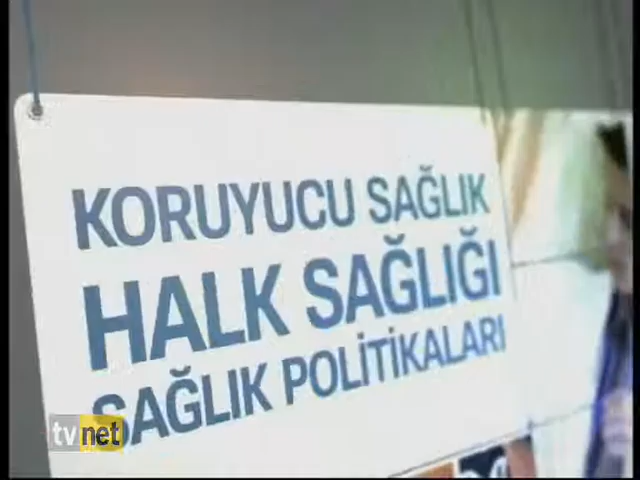 KORUYUCU SAĞLIK
HALK SAĞLIĞI
SAĞLIK POLİTİKALARI
tvnet